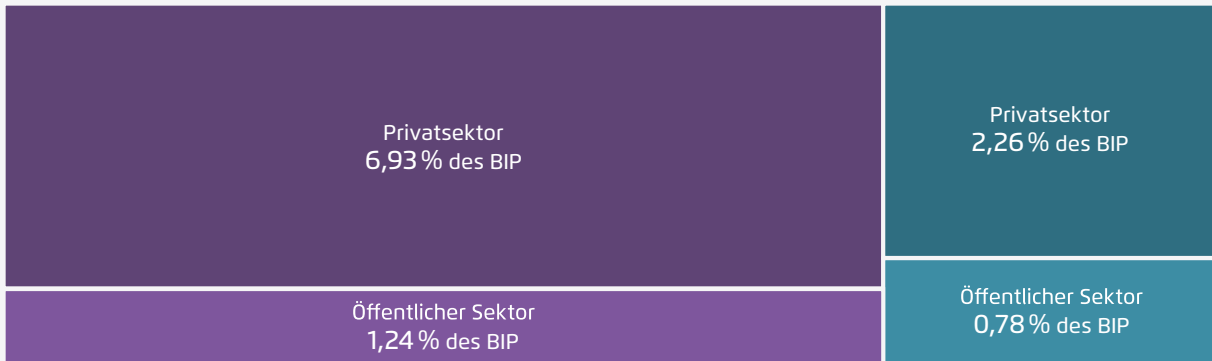 Privatsektor
6,93 % des BIP
Öffentlicher Sektor
1,24 % des BIP
Privatsektor
2,26 % des BIP
Öffentlicher Sektor
0,78 % des BIP